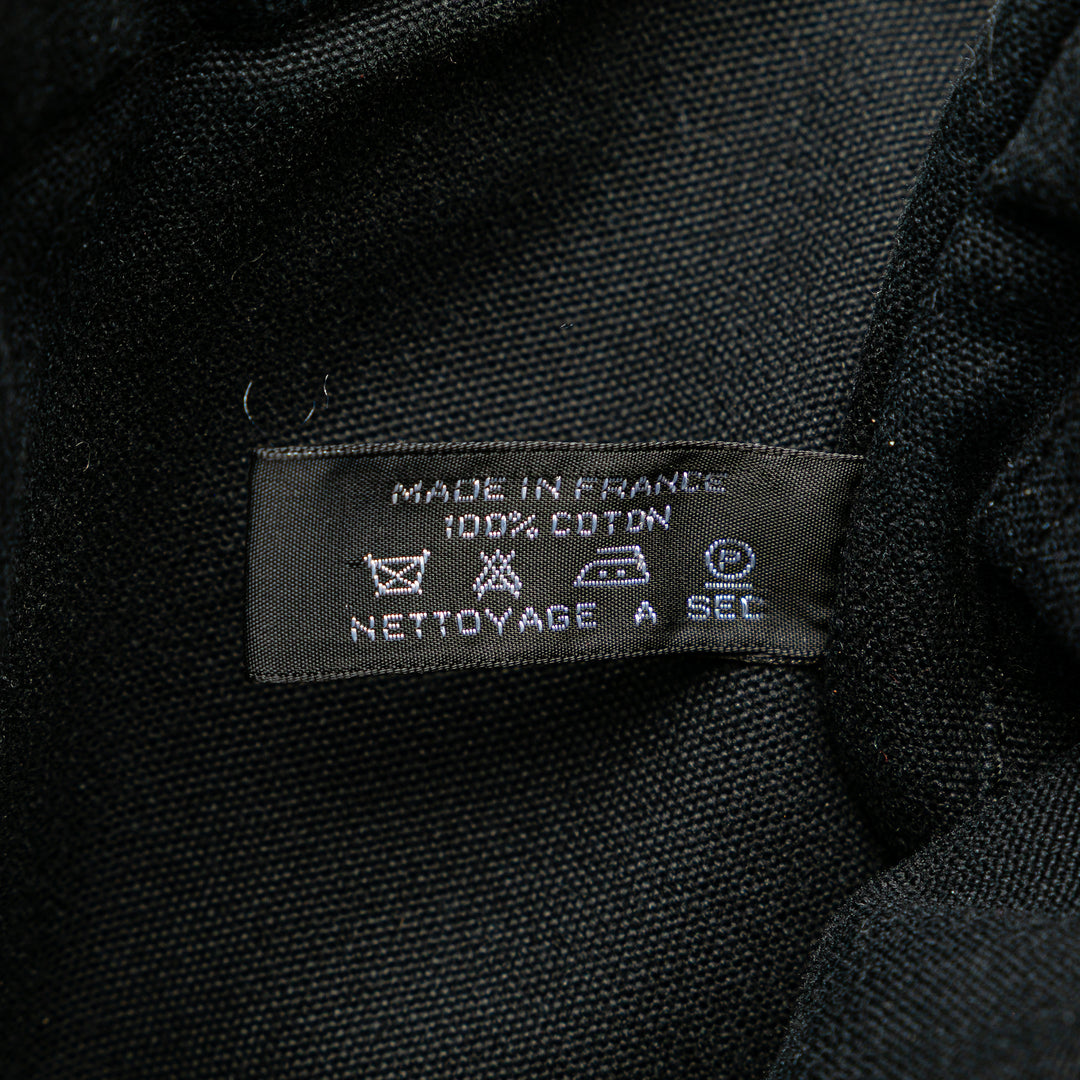 MADE IN FRANCE
100% COTON
P
NETTOYAGE A SEC